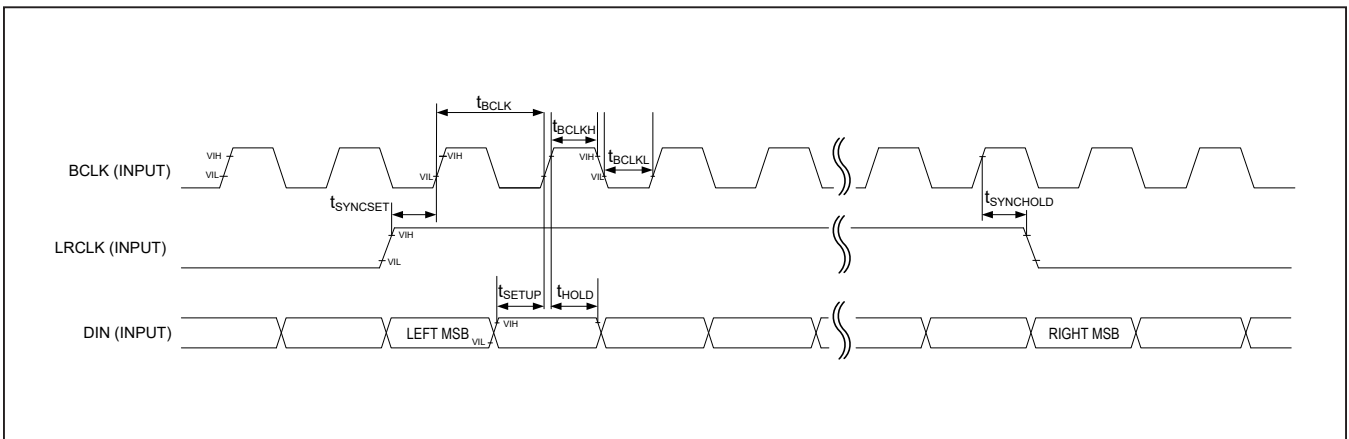 tBCLK
tBCLKH
tBCLKL
BCLK (INPUT)
VIH
VIL
VIH
VIL
VIH
VIL
tSYNCSET
tSYNCHOLD
LRCLK (INPUT)
VIH
VIL
tSETUP
tHOLD
DIN (INPUT)
LEFT MSB
VIH
VIL
RIGHT MSB